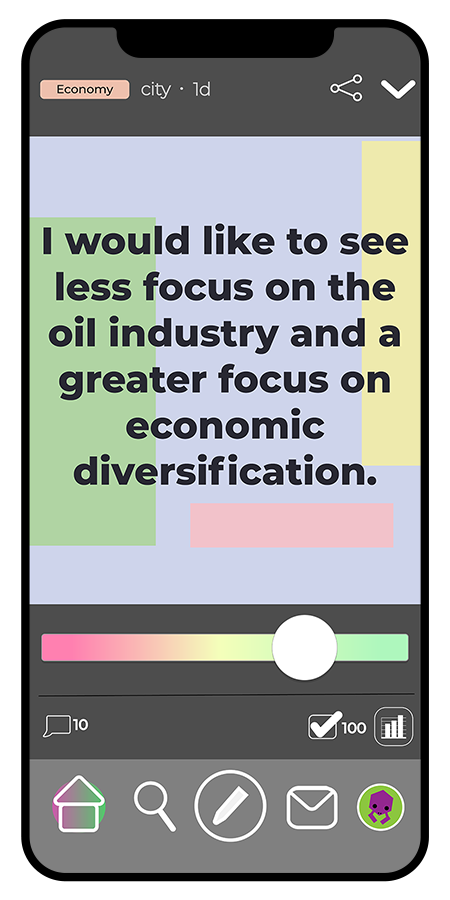 Economy city · 1d
I would like to see
less focus on the
oil industry and a
greater focus on
economic
diversification.
10
100